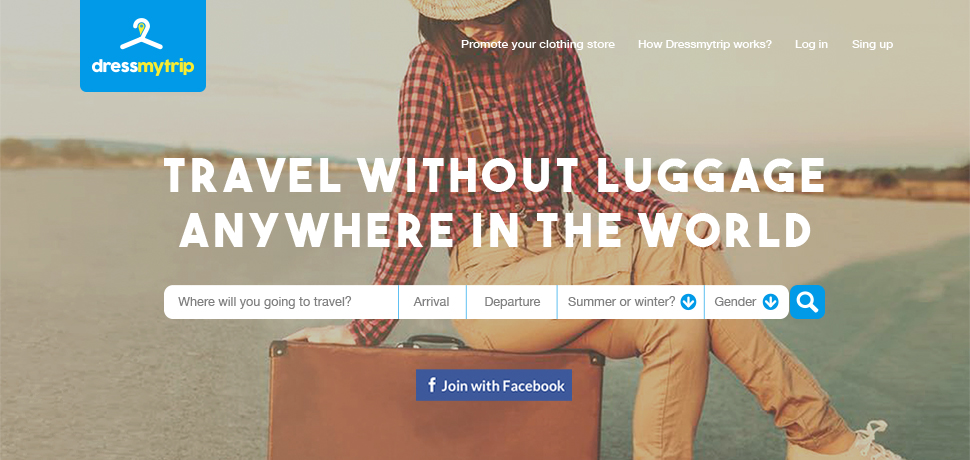 dressmytrip
Promote your clothing store How Dressmytrip works? Log in Sing up
TRAVEL WITHOUT LUGGAGE
ANYWHERE IN THE WORLD
Where will you going to travel? Arrival Departure Summer or winter? Gender
f Join with Facebook